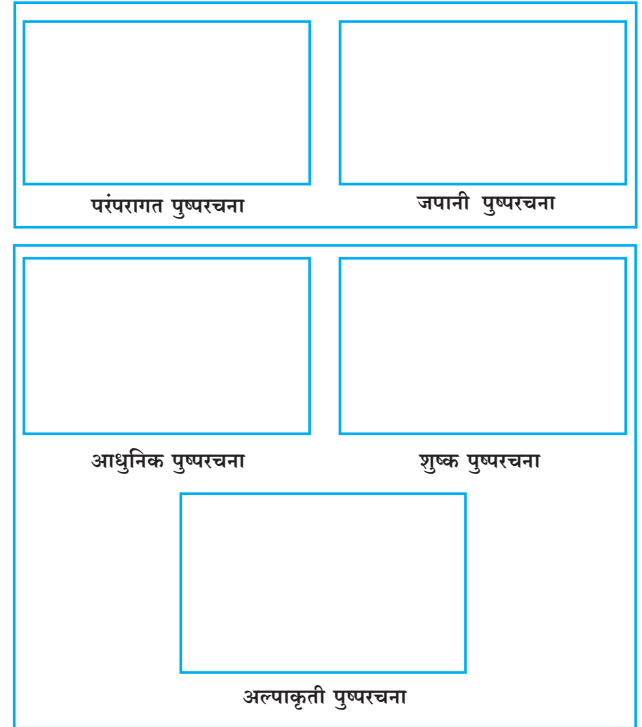 परंपरागत पुष्परचना
जपानी पुष्परचना
आधुनिक पुष्परचना
शुष्क पुष्परचना
अल्पाकृती पुष्परचना